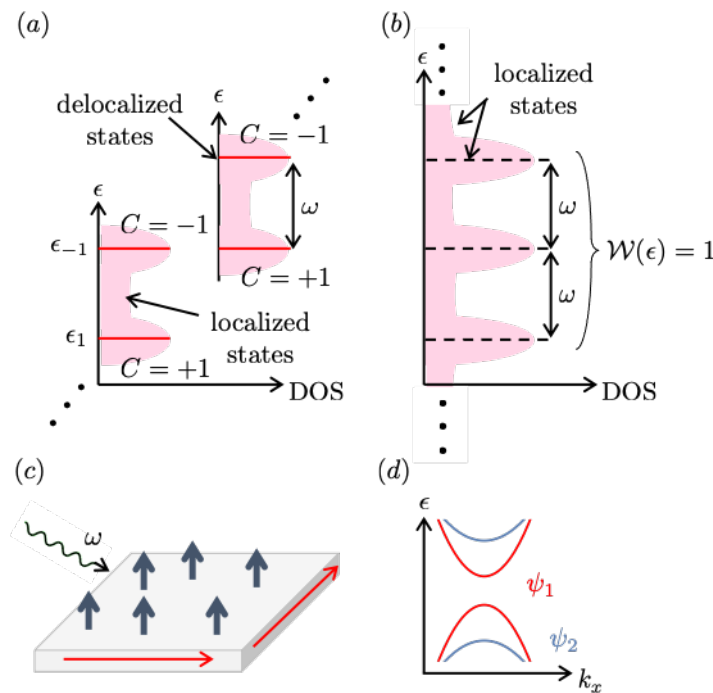 (a)
ϵ
delocalized
states
C = −1
ω
C = +1
ϵ
C = −1
ϵ₋₁
localized
states
ϵ₁
C = +1
DOS
(b)
ϵ
localized
states
ω
ω
𝒲(ϵ) = 1
DOS
(c)
ω
(d)
ϵ
ψ₁
ψ₂
kₓ